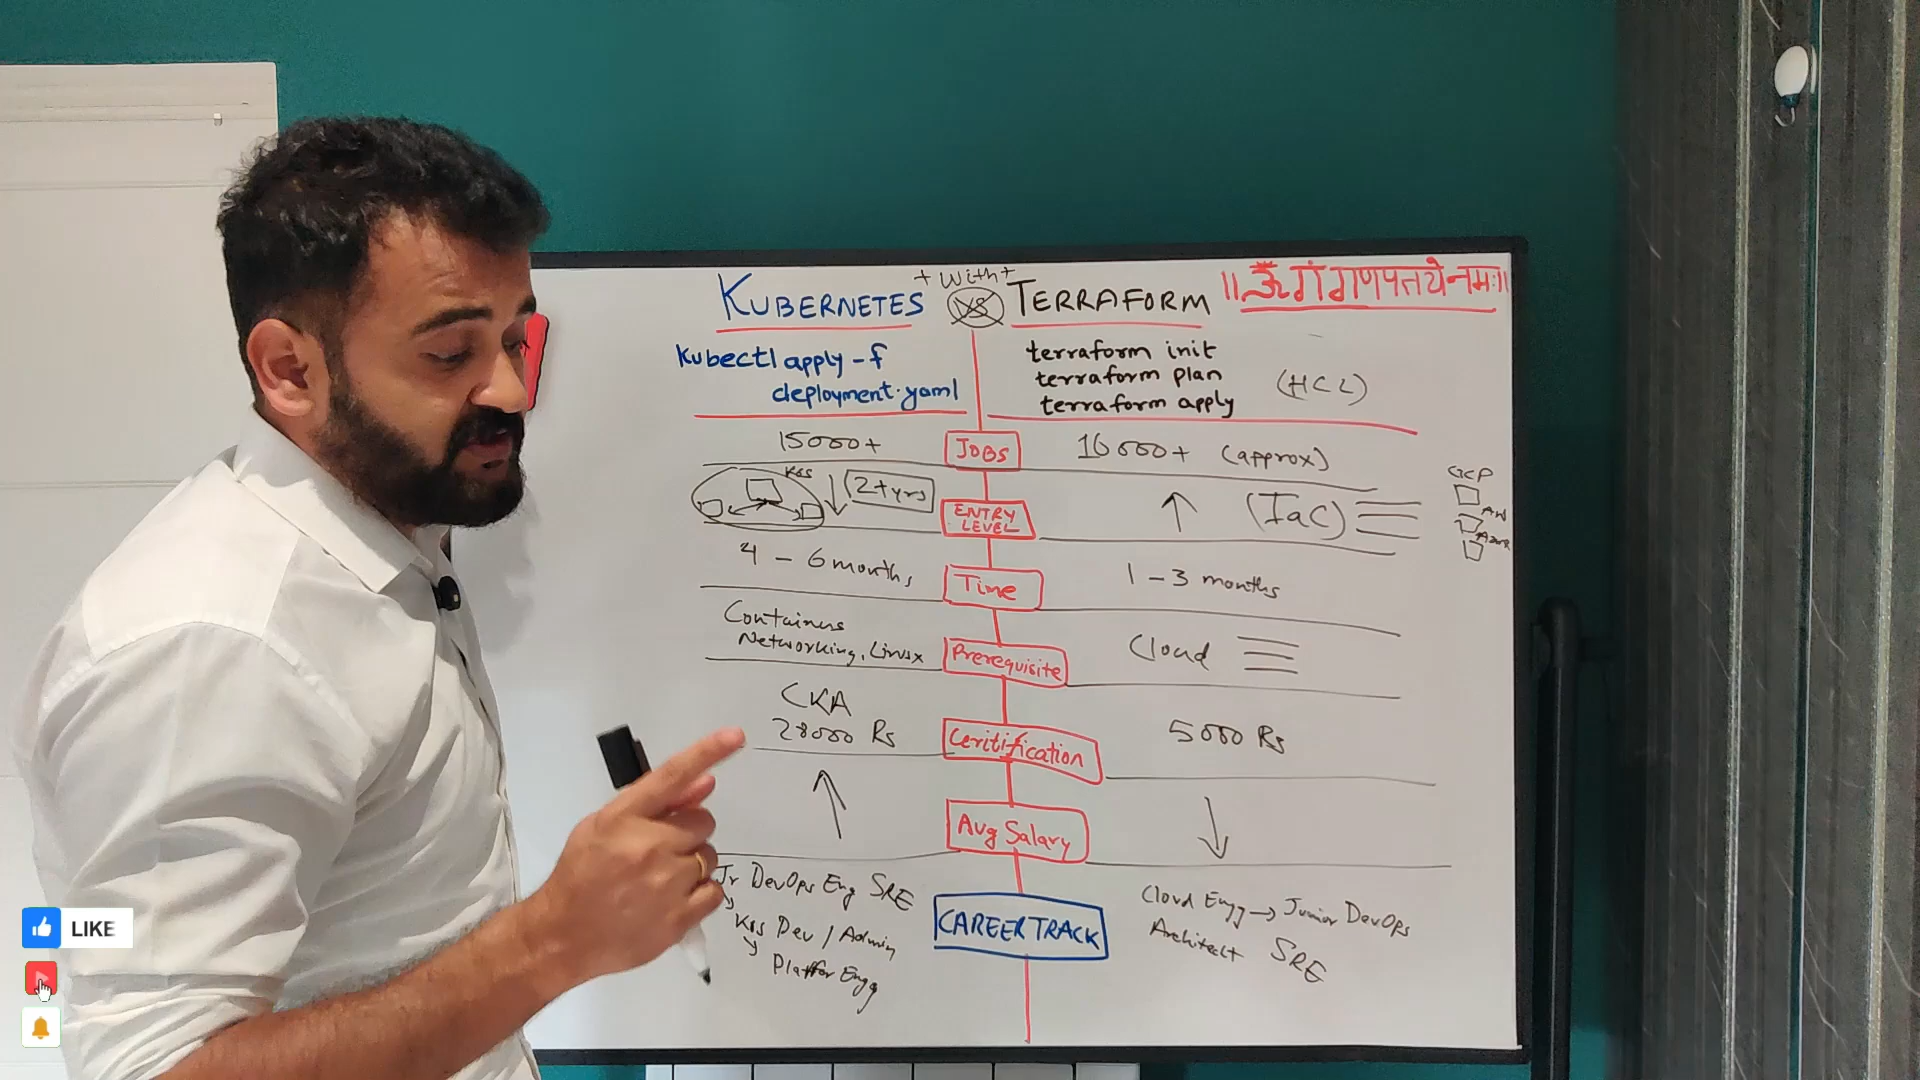 + With +
KUBERNETES VS TERRAFORM
॥ ॐ गं गणपतये नमः॥
Kubectl apply -f
deployment.yaml
terraform init
terraform plan
terraform apply
(HCL)
15000+ JOBS 16000+ (approx)
K8s 2+yrs ENTRY LEVEL (IaC)
GCP
AW
Azure
4 - 6 months Time 1 - 3 months
Containers
Networking, Linux Prerequisite Cloud
CKA
28000 Rs Ceritification 5000 Rs
Avg Salary
Jr DevOps Eng SRE
K8s Dev / Admin
Platfor Engg
CAREER TRACK
Cloud Engg → Junior DevOps
Architect SRE
LIKE